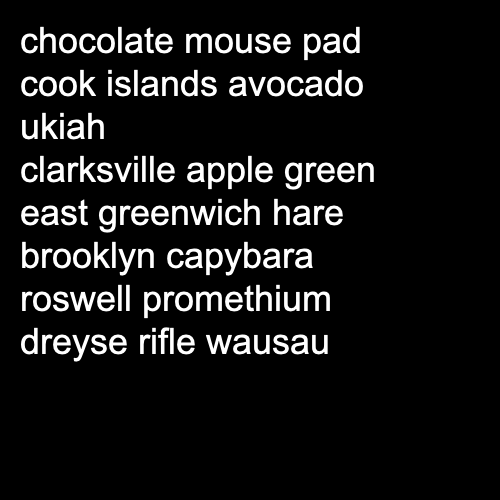 chocolate mouse pad
cook islands avocado
ukiah
clarksville apple green
east greenwich hare
brooklyn capybara
roswell promethium
dreyse rifle wausau